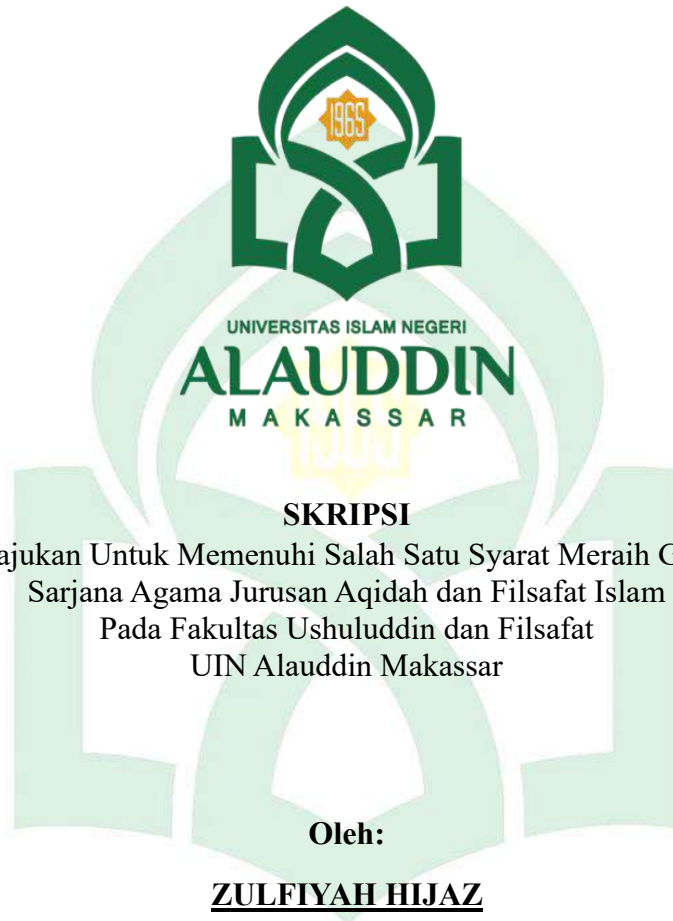 1965
UNIVERSITAS ISLAM NEGERI
ALAUDDIN
MAKASSAR
SKRIPSI
ajukan Untuk Memenuhi Salah Satu Syarat Meraih G
Sarjana Agama Jurusan Aqidah dan Filsafat Islam
Pada Fakultas Ushuluddin dan Filsafat
UIN Alauddin Makassar
Oleh:
ZULFIYAH HIJAZ